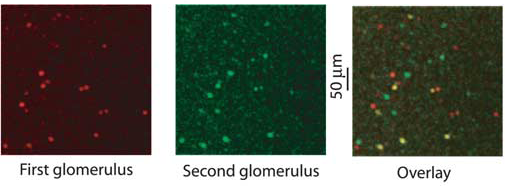 50 μm
First glomerulus
Second glomerulus
Overlay